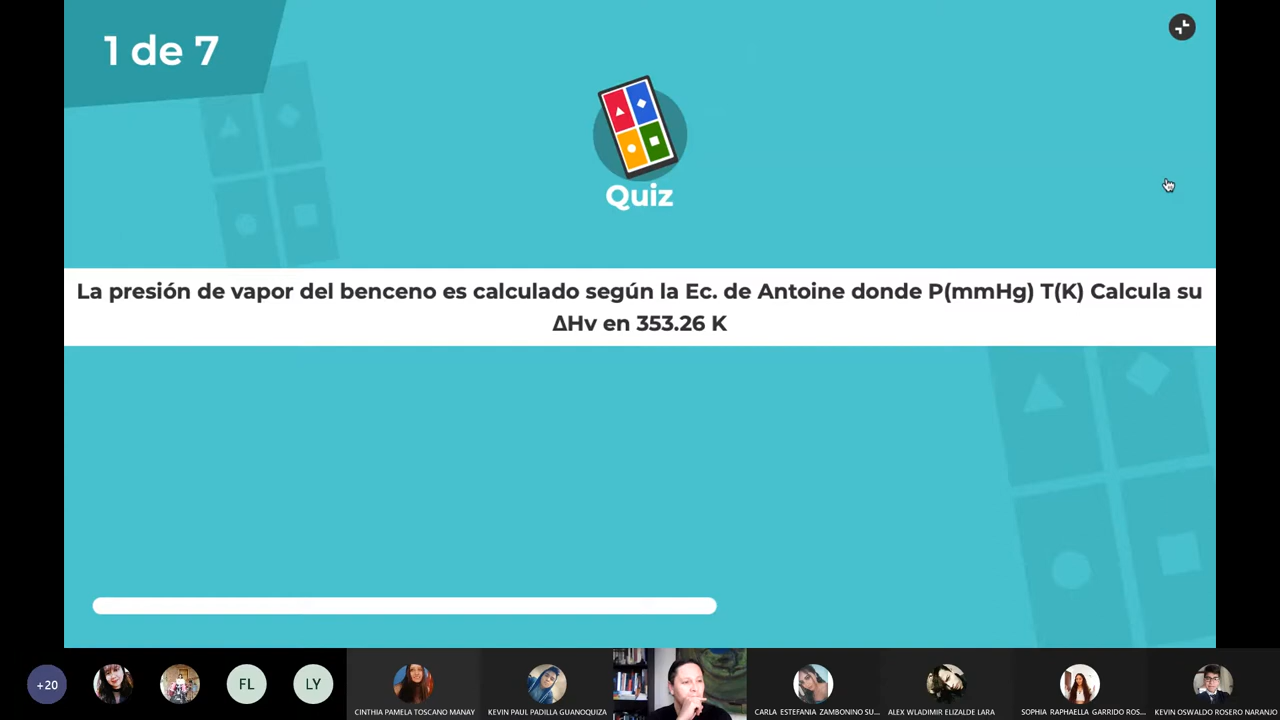 1 de 7
Quiz
La presión de vapor del benceno es calculado según la Ec. de Antoine donde P(mmHg) T(K) Calcula su
ΔHv en 353.26 K
+20
FL
LY
CINTHIA PAMELA TOSCANO MANAY
KEVIN PAUL PADILLA GUANOQUIZA
CARLA ESTEFANIA ZAMBONINO SU...
ALEX WLADIMIR ELIZALDE LARA
SOPHIA RAPHAELLA GARRIDO ROS...
KEVIN OSWALDO ROSERO NARANJO